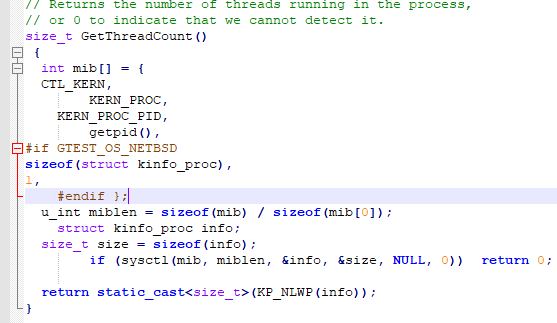 // Returns the number of threads running in the process,
// or 0 to indicate that we cannot detect it.
size_t GetThreadCount()
{
int mib[] = {
CTL_KERN,
KERN_PROC,
KERN_PROC_PID,
getpid(),
#if GTEST_OS_NETBSD
sizeof(struct kinfo_proc),
1,
#endif };
u_int miblen = sizeof(mib) / sizeof(mib[0]);
struct kinfo_proc info;
size_t size = sizeof(info);
if (sysctl(mib, miblen, &info, &size, NULL, 0))  return 0;
return static_cast<size_t>(KP_NLWP(info));
}